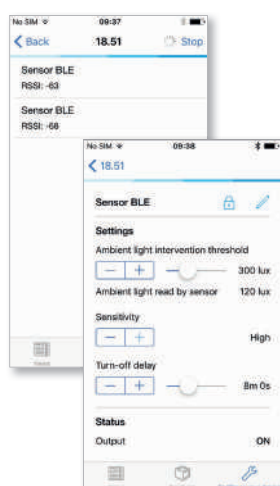 No SIM 09:37
Back 18.51 Stop
Sensor BLE
RSSI: -63
Sensor BLE
RSSI: -68
No SIM 09:38
18.51
Sensor BLE
Settings
Ambient light intervention threshold
− + 300 lux
Ambient light read by sensor 120 lux
Sensitivity
− + High
Turn-off delay
− + 8m 0s
Status
Output ON